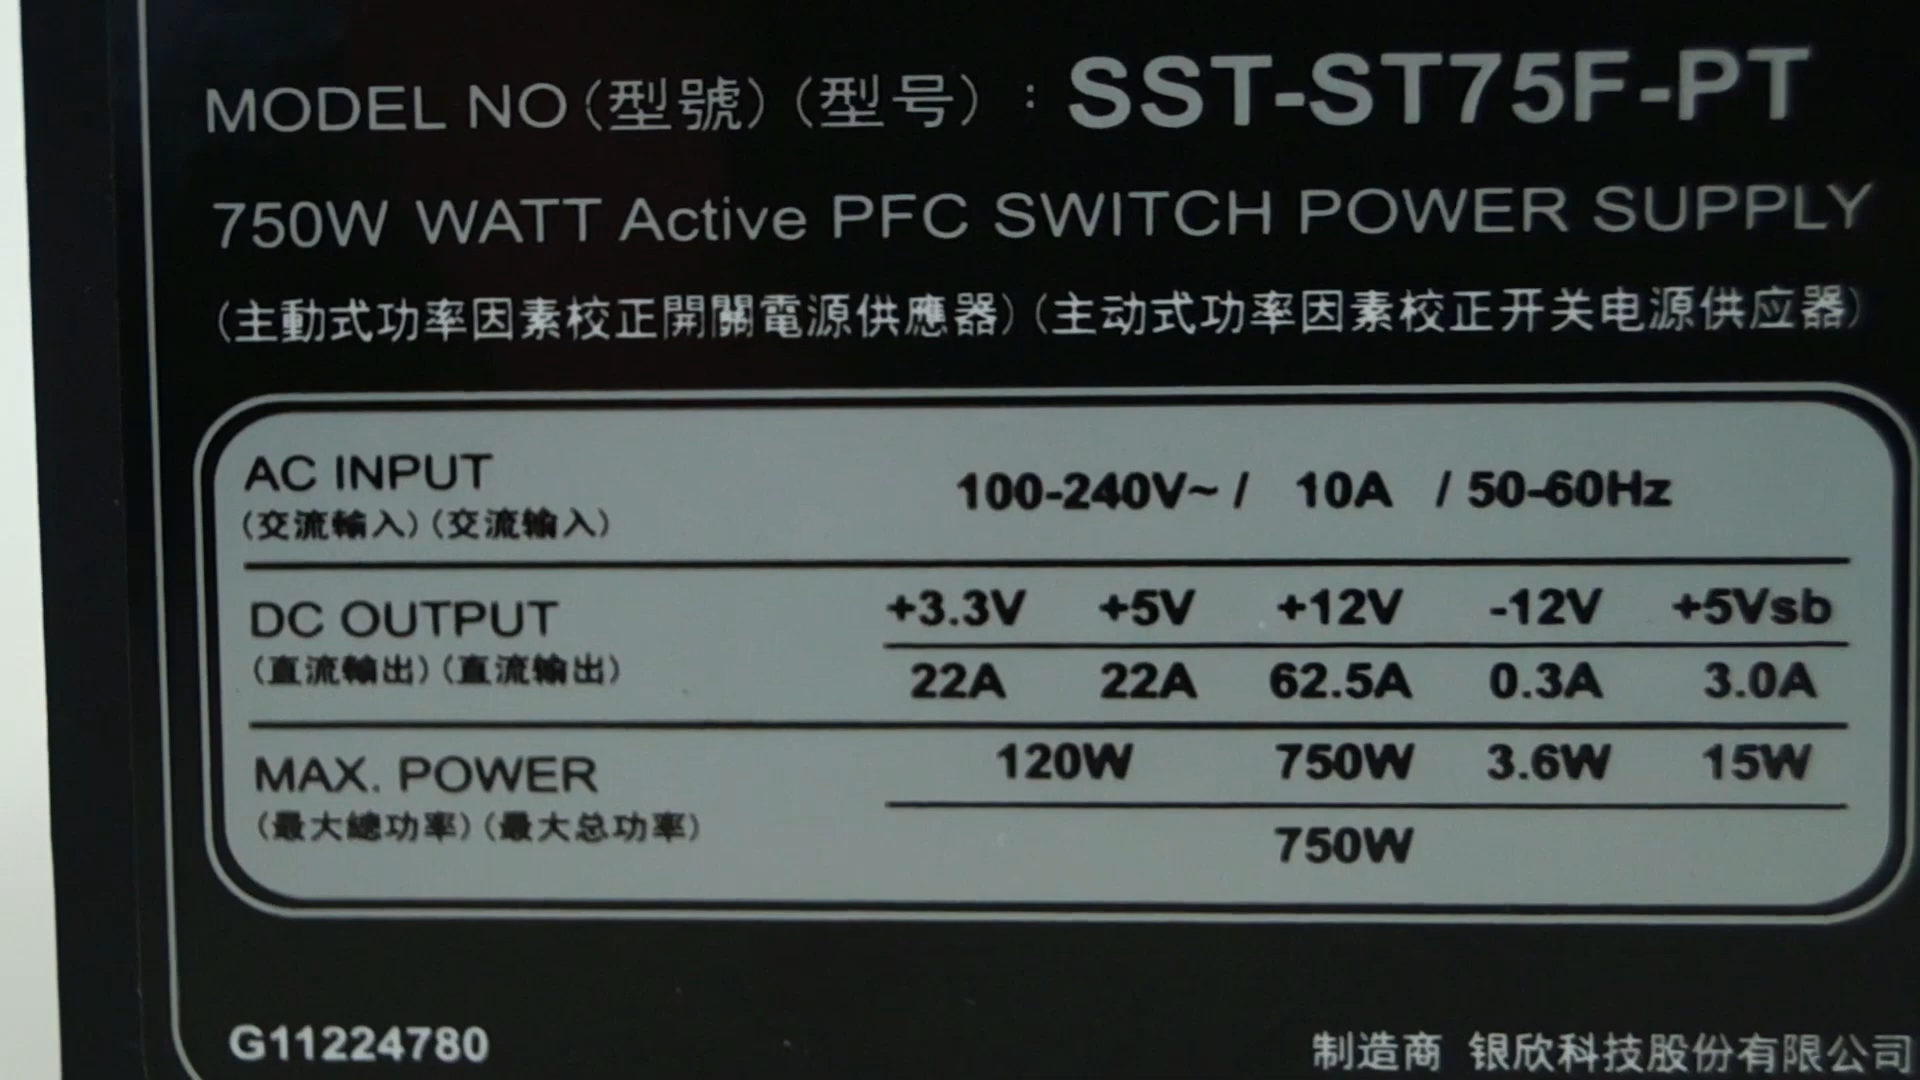 MODEL NO(型號)(型号): SST-ST75F-PT
750W WATT Active PFC SWITCH POWER SUPPLY
(主動式功率因素校正開關電源供應器)(主动式功率因素校正开关电源供应器)
AC INPUT 100-240V~ / 10A / 50-60Hz
(交流輸入)(交流输入)
DC OUTPUT +3.3V +5V +12V -12V +5Vsb
(直流輸出)(直流输出) 22A 22A 62.5A 0.3A 3.0A
MAX. POWER 120W 750W 3.6W 15W
(最大總功率)(最大总功率) 750W
G11224780 制造商 银欣科技股份有限公司